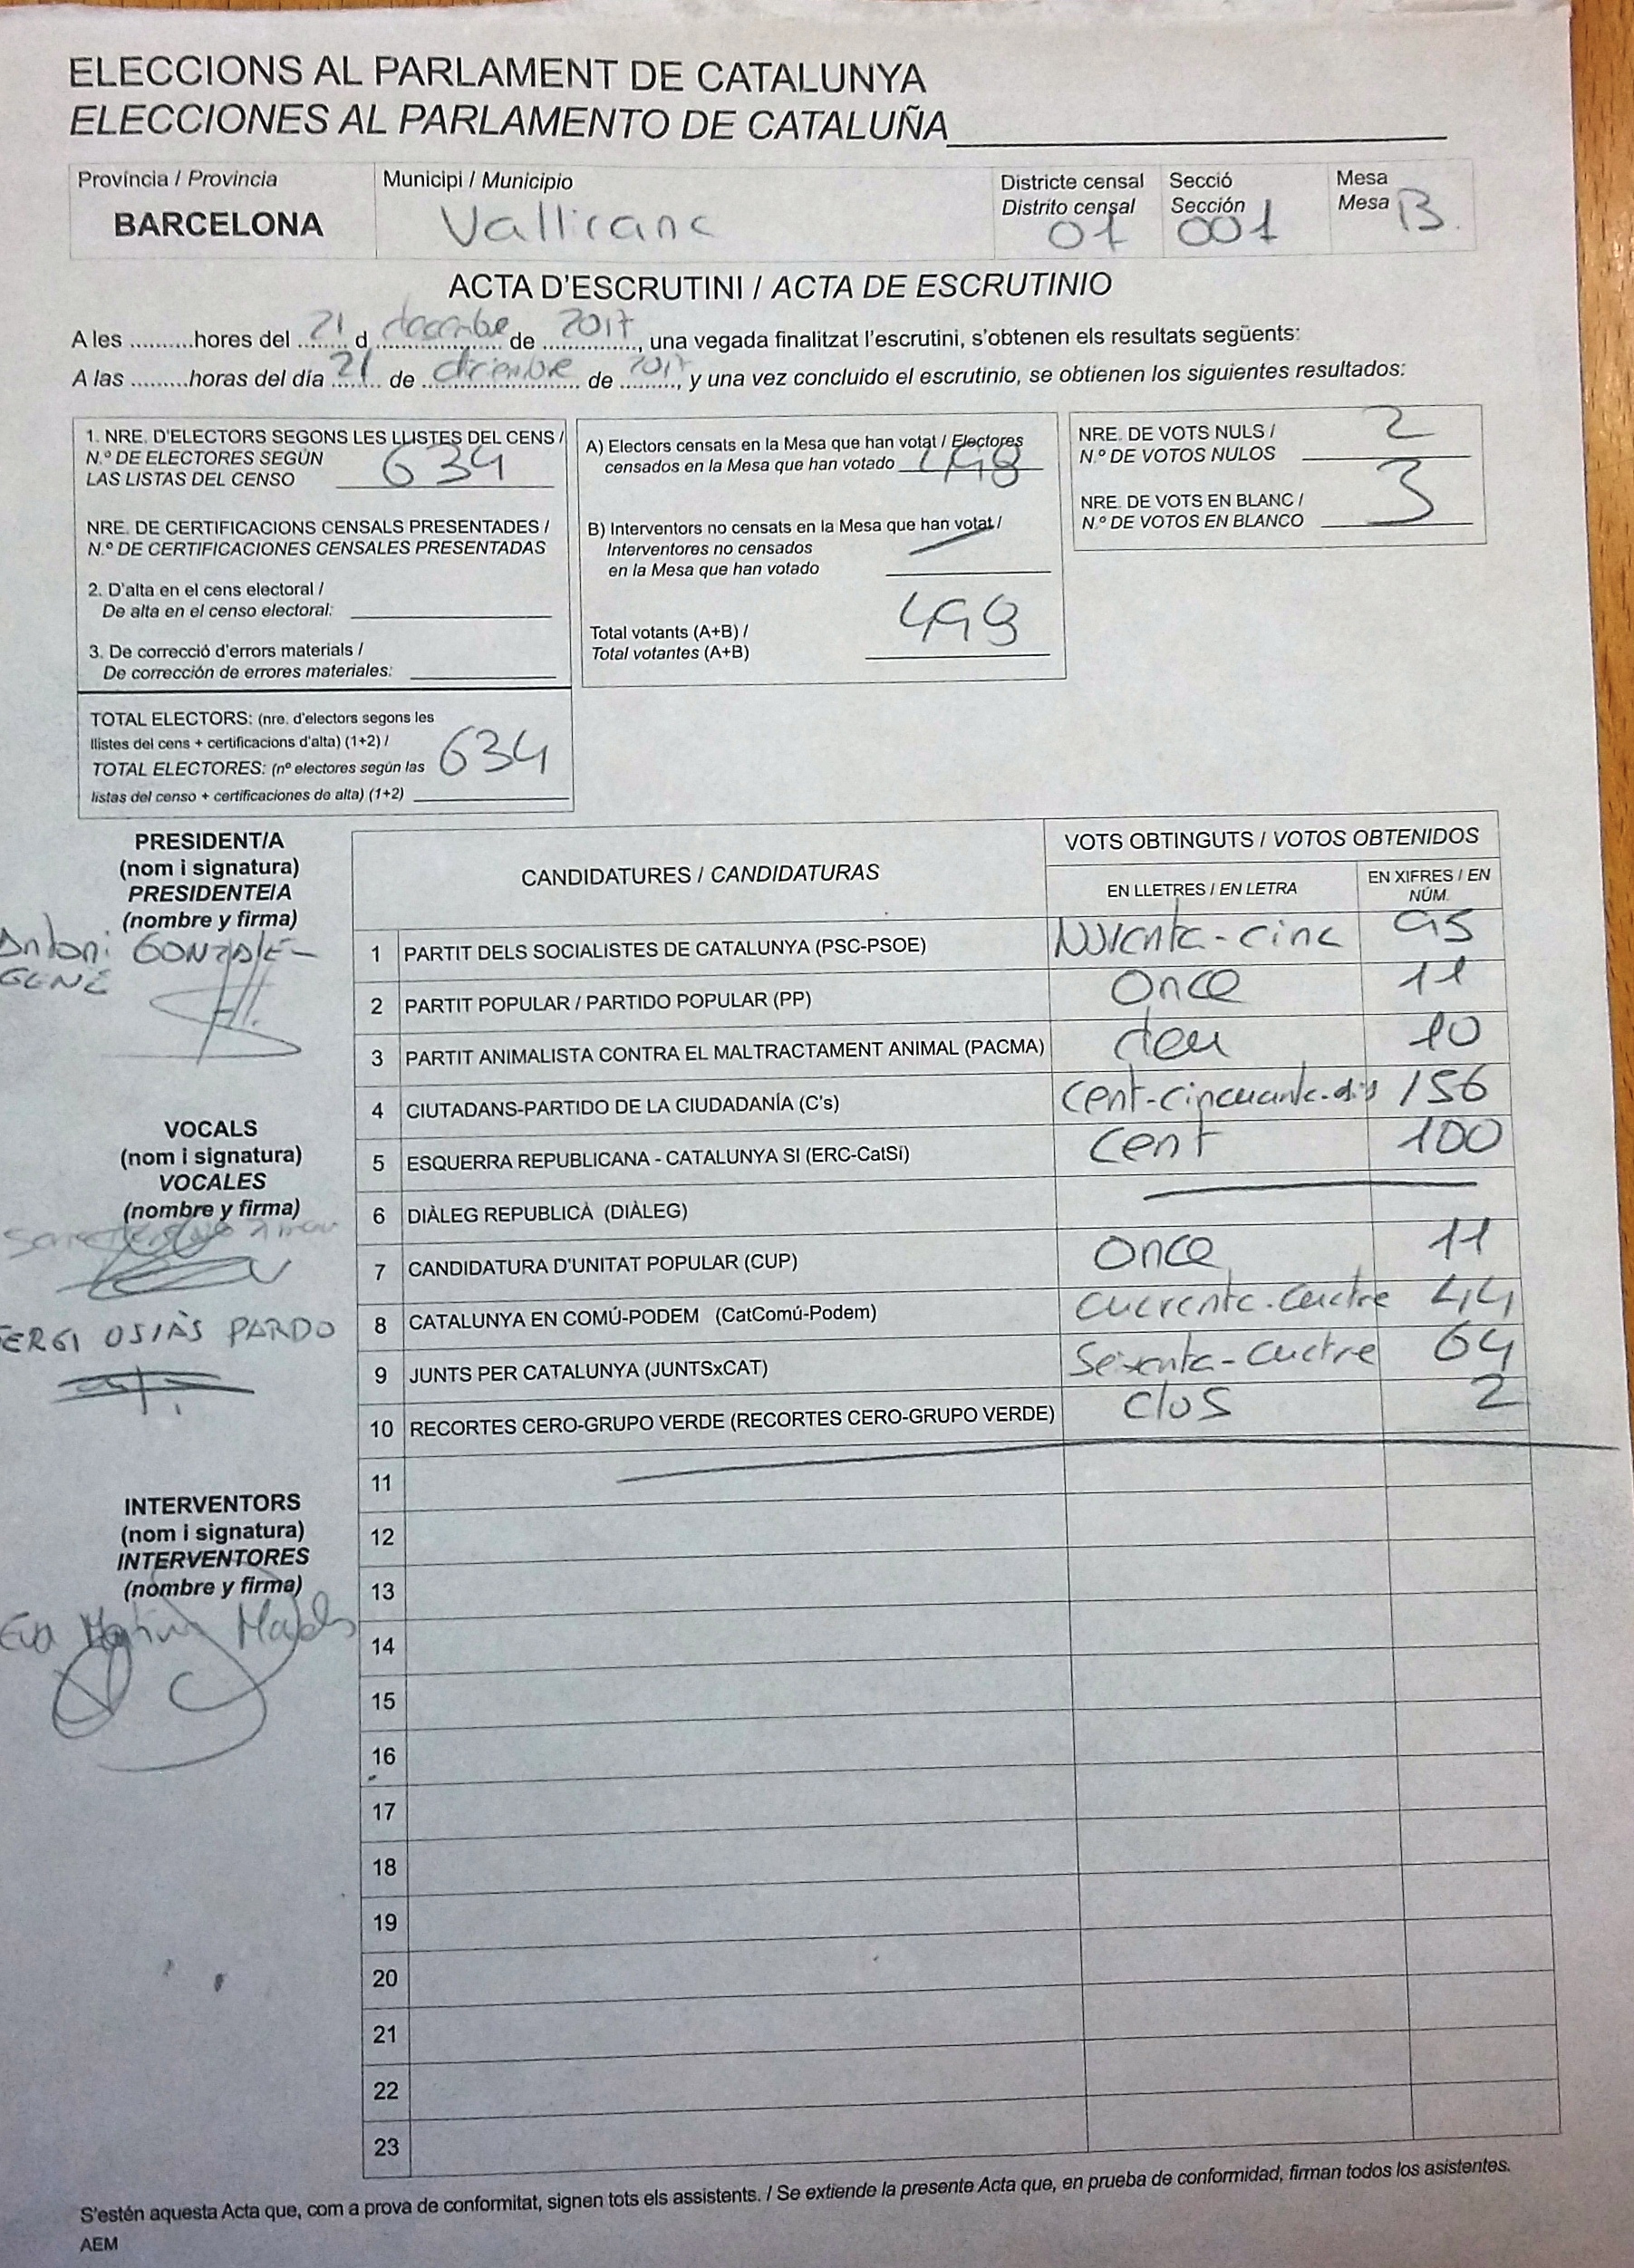 ELECCIONS AL PARLAMENT DE CATALUNYA
ELECCIONES AL PARLAMENTO DE CATALUÑA
Província / Provincia
BARCELONA
Municipi / Municipio
Vallirana
Districte censal
Distrito censal
01
Secció
Sección
001
Mesa
Mesa
B
ACTA D'ESCRUTINI / ACTA DE ESCRUTINIO
A les ..........hores del 21 d desembre de 2017, una vegada finalitzat l'escrutini, s'obtenen els resultats següents:
A las .........horas del día 21 de diciembre de 2017, y una vez concluido el escrutinio, se obtienen los siguientes resultados:
1. NRE. D'ELECTORS SEGONS LES LLISTES DEL CENS /
N.º DE ELECTORES SEGÚN
LAS LISTAS DEL CENSO 634
NRE. DE CERTIFICACIONS CENSALS PRESENTADES /
N.º DE CERTIFICACIONES CENSALES PRESENTADAS
2. D'alta en el cens electoral /
De alta en el censo electoral:
3. De correcció d'errors materials /
De corrección de errores materiales:
TOTAL ELECTORS: (nre. d'electors segons les
llistes del cens + certificacions d'alta) (1+2) /
TOTAL ELECTORES: (nº electores según las
listas del censo + certificaciones de alta) (1+2)
634
A) Electors censats en la Mesa que han votat / Electores
censados en la Mesa que han votado 498
B) Interventors no censats en la Mesa que han votat /
Interventores no censados
en la Mesa que han votado
Total votants (A+B) /
Total votantes (A+B)
498
NRE. DE VOTS NULS /
N.º DE VOTOS NULOS 2
NRE. DE VOTS EN BLANC /
N.º DE VOTOS EN BLANCO 3
PRESIDENT/A
(nom i signatura)
PRESIDENTE/A
(nombre y firma)
Antoni GONZALE-
GENÉ
VOCALS
(nom i signatura)
VOCALES
(nombre y firma)
SERGI OSIÀS PARDO
INTERVENTORS
(nom i signatura)
INTERVENTORES
(nombre y firma)
Eva
CANDIDATURES / CANDIDATURAS
VOTS OBTINGUTS / VOTOS OBTENIDOS
EN LLETRES / EN LETRA
EN XIFRES / EN
NÚM.
1 PARTIT DELS SOCIALISTES DE CATALUNYA (PSC-PSOE) Noranta-cinc 95
2 PARTIT POPULAR / PARTIDO POPULAR (PP) Once 11
3 PARTIT ANIMALISTA CONTRA EL MALTRACTAMENT ANIMAL (PACMA) deu 10
4 CIUTADANS-PARTIDO DE LA CIUDADANÍA (C's) Cent-cincuanta-sis 156
5 ESQUERRA REPUBLICANA - CATALUNYA SI (ERC-CatSí) Cent 100
6 DIÀLEG REPUBLICÀ (DIÀLEG)
7 CANDIDATURA D'UNITAT POPULAR (CUP) Once 11
8 CATALUNYA EN COMÚ-PODEM (CatComú-Podem) cuarenta-cuatre 44
9 JUNTS PER CATALUNYA (JUNTSxCAT) Seixanta-cuatre 64
10 RECORTES CERO-GRUPO VERDE (RECORTES CERO-GRUPO VERDE) dos 2
11
12
13
14
15
16
17
18
19
20
21
22
23
S'estén aquesta Acta que, com a prova de conformitat, signen tots els assistents. / Se extiende la presente Acta que, en prueba de conformidad, firman todos los asistentes.
AEM